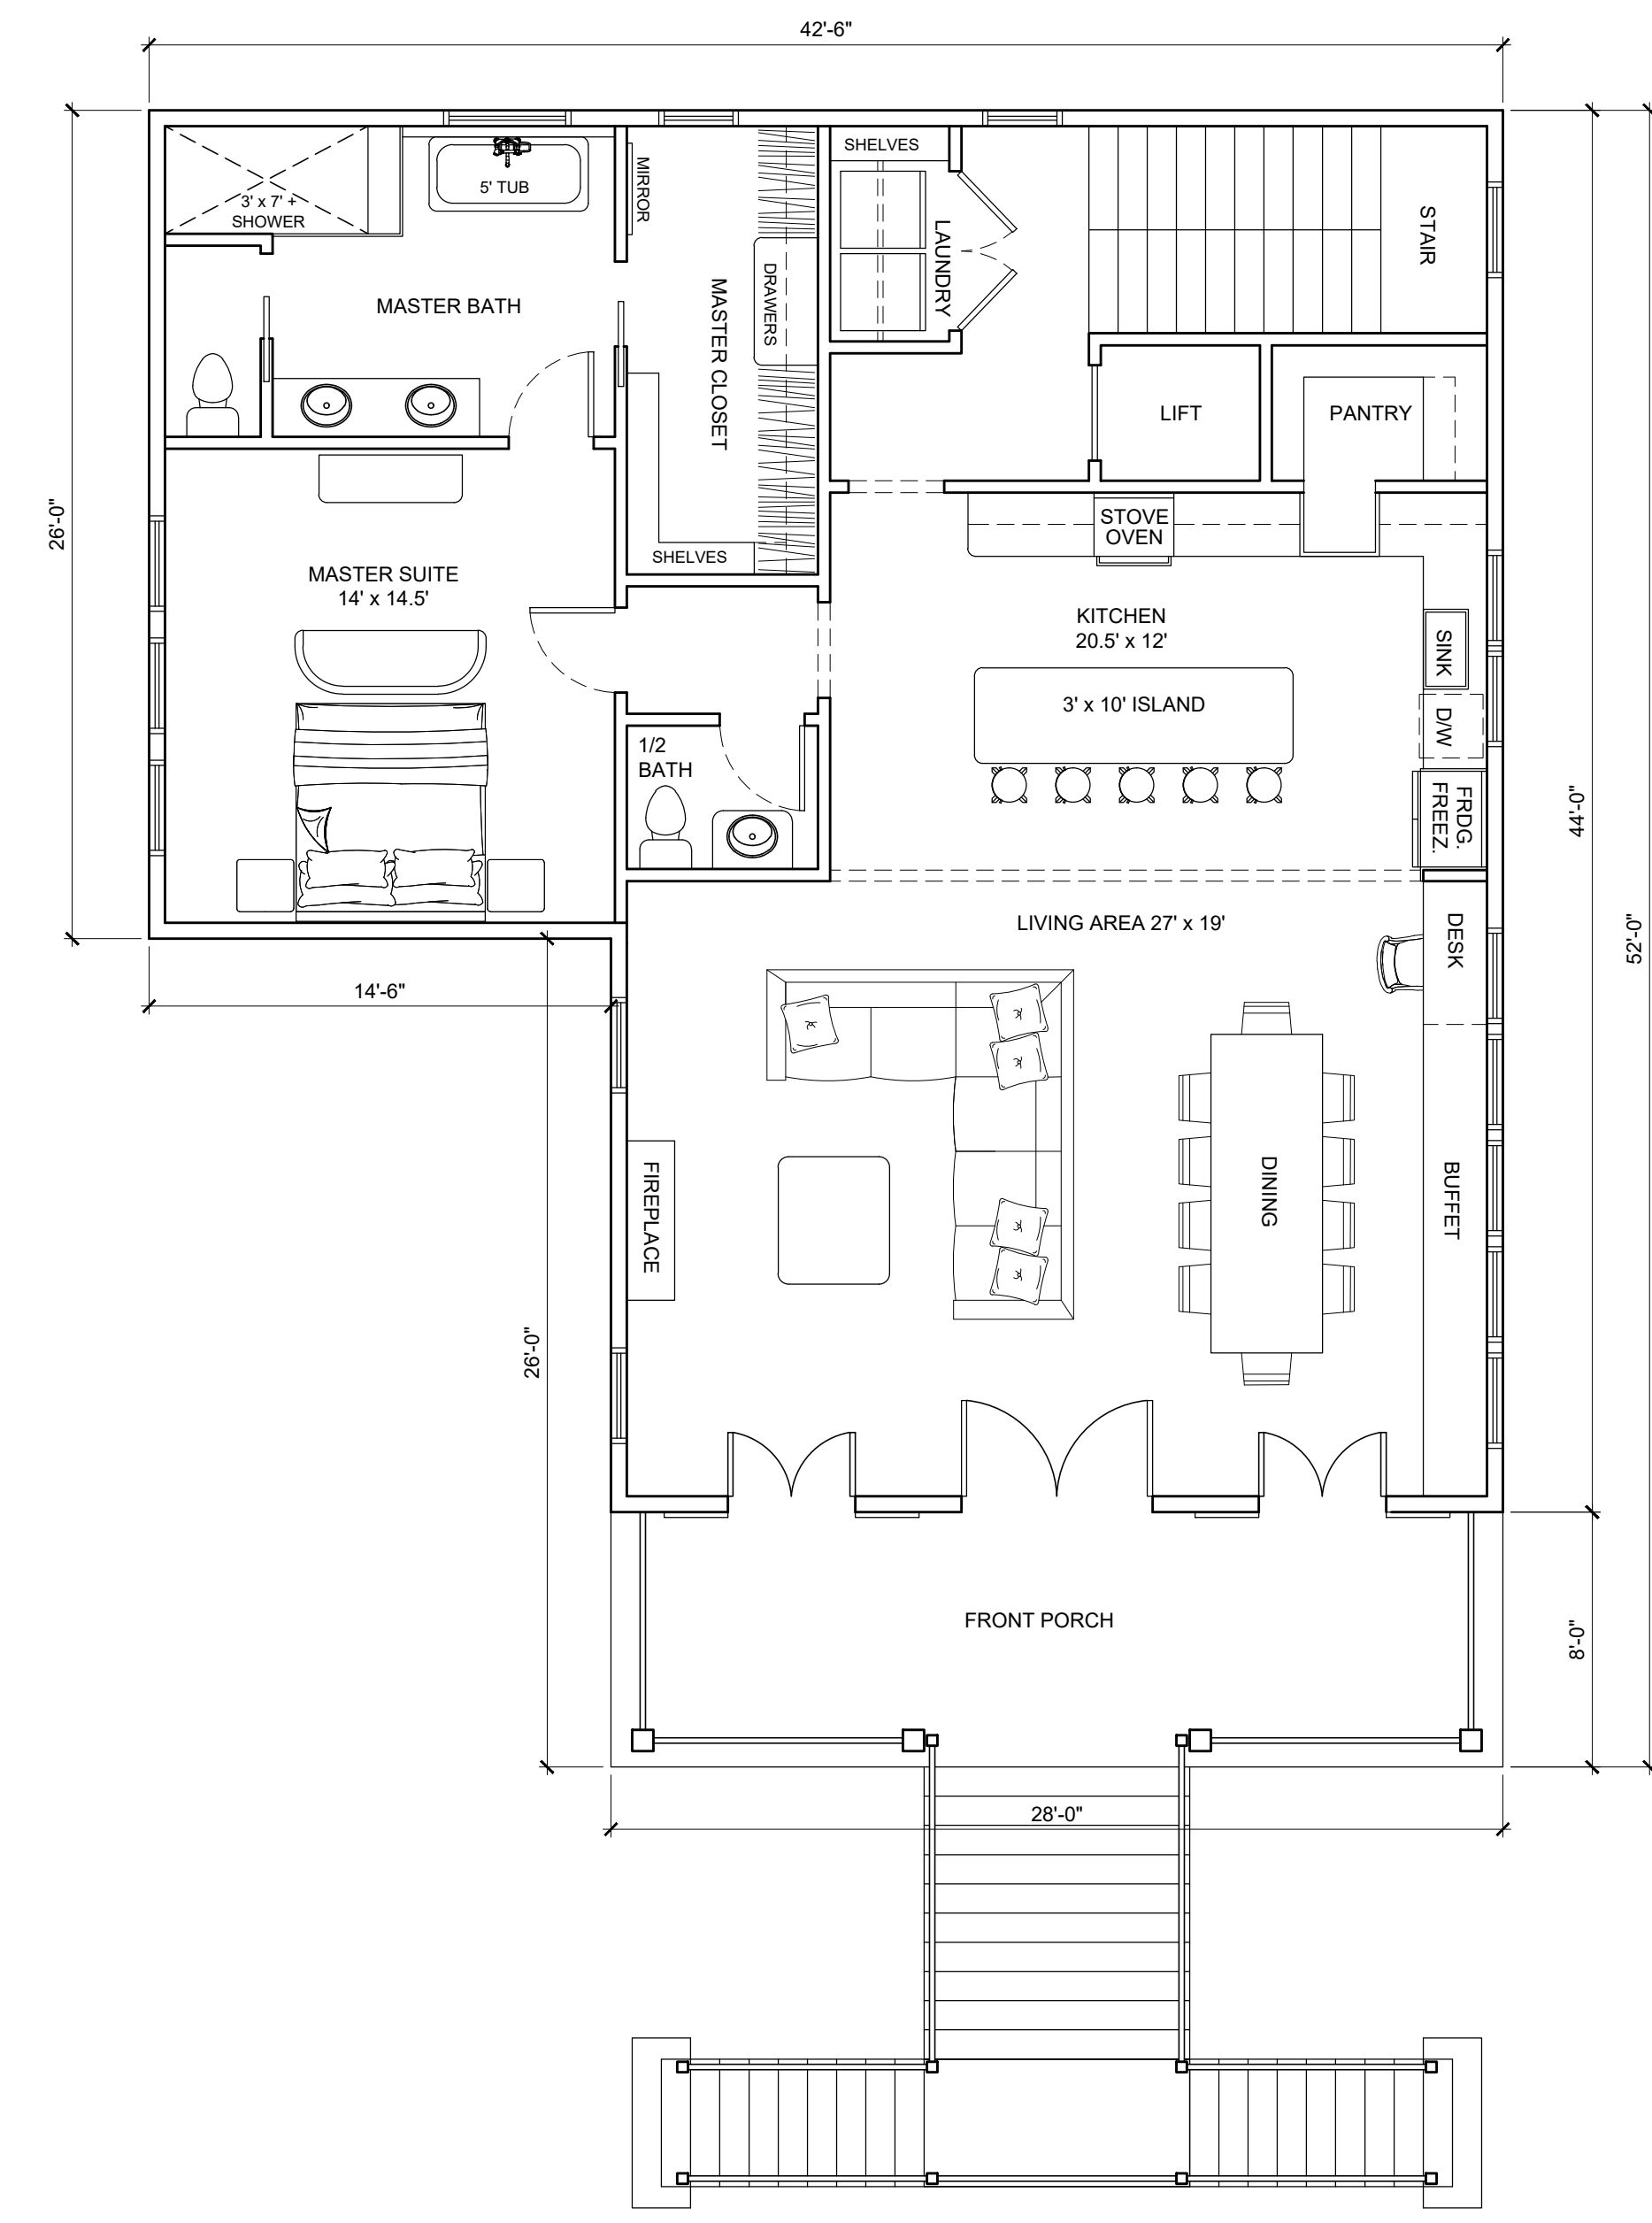 42'-6"
SHELVES
3' x 7' +
SHOWER
5' TUB
MIRROR
LAUNDRY
STAIR
MASTER BATH
MASTER CLOSET
DRAWERS
LIFT
PANTRY
26'-0"
STOVE
OVEN
SHELVES
MASTER SUITE
14' x 14.5'
KITCHEN
20.5' x 12'
SINK
3' x 10' ISLAND
D/W
1/2
BATH
FRDG.
FREEZ.
44'-0"
52'-0"
LIVING AREA 27' x 19'
DESK
14'-6"
FIREPLACE
DINING
BUFFET
26'-0"
FRONT PORCH
8'-0"
28'-0"